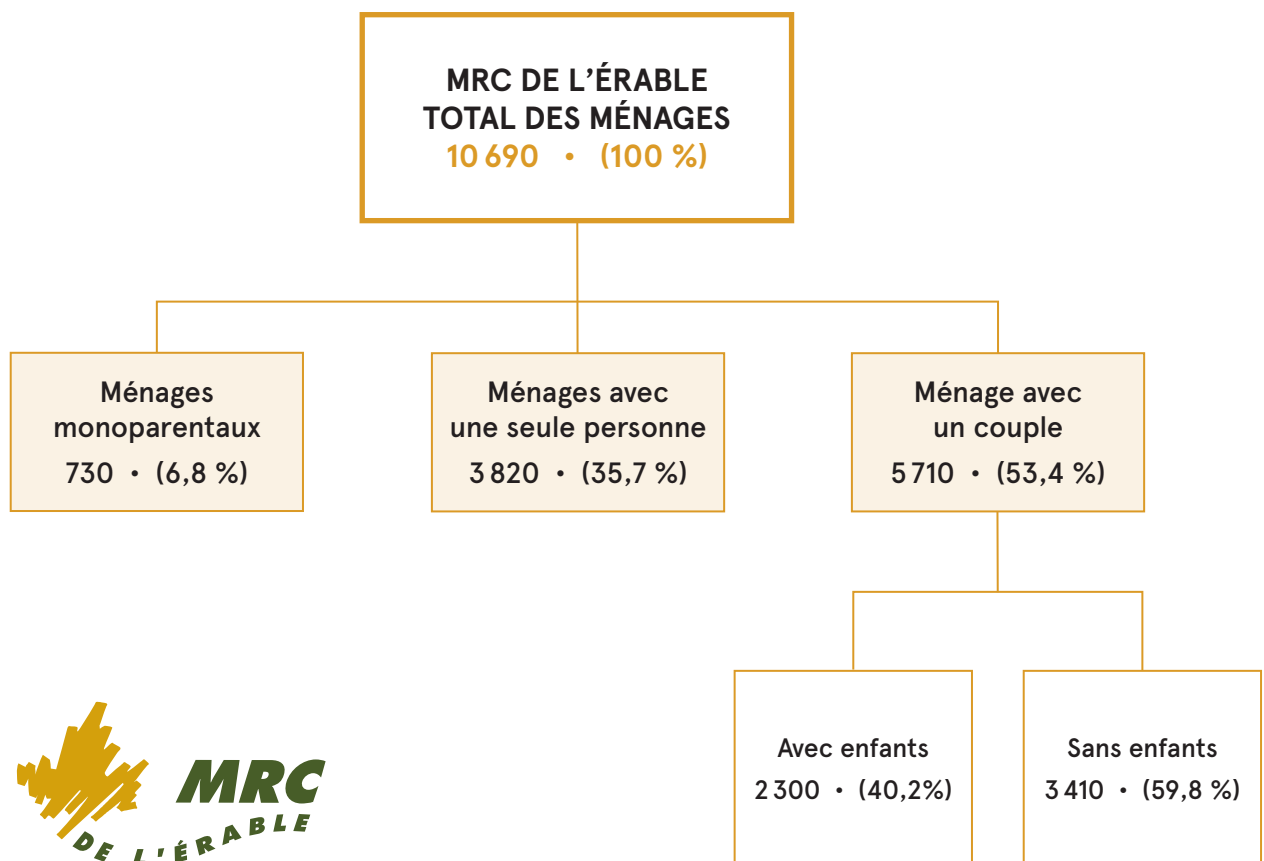 MRC DE L’ÉRABLE
TOTAL DES MÉNAGES
10 690 • (100 %)
Ménages
monoparentaux
730 • (6,8 %)
Ménages avec
une seule personne
3 820 • (35,7 %)
Ménage avec
un couple
5 710 • (53,4 %)
Avec enfants
2 300 • (40,2%)
Sans enfants
3 410 • (59,8 %)
MRC
DE L'ÉRABLE